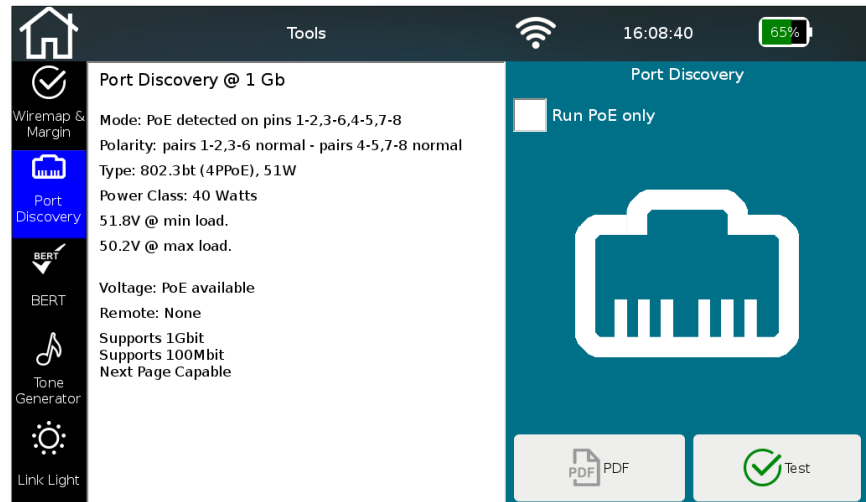 Tools
16:08:40
65%
Wiremap &
Margin
Port
Discovery
BERT
BERT
Tone
Generator
Link Light
Port Discovery @ 1 Gb
Mode: PoE detected on pins 1-2,3-6,4-5,7-8
Polarity: pairs 1-2,3-6 normal - pairs 4-5,7-8 normal
Type: 802.3bt (4PPoE), 51W
Power Class: 40 Watts
51.8V @ min load.
50.2V @ max load.
Voltage: PoE available
Remote: None
Supports 1Gbit
Supports 100Mbit
Next Page Capable
Port Discovery
Run PoE only
PDF
PDF
Test